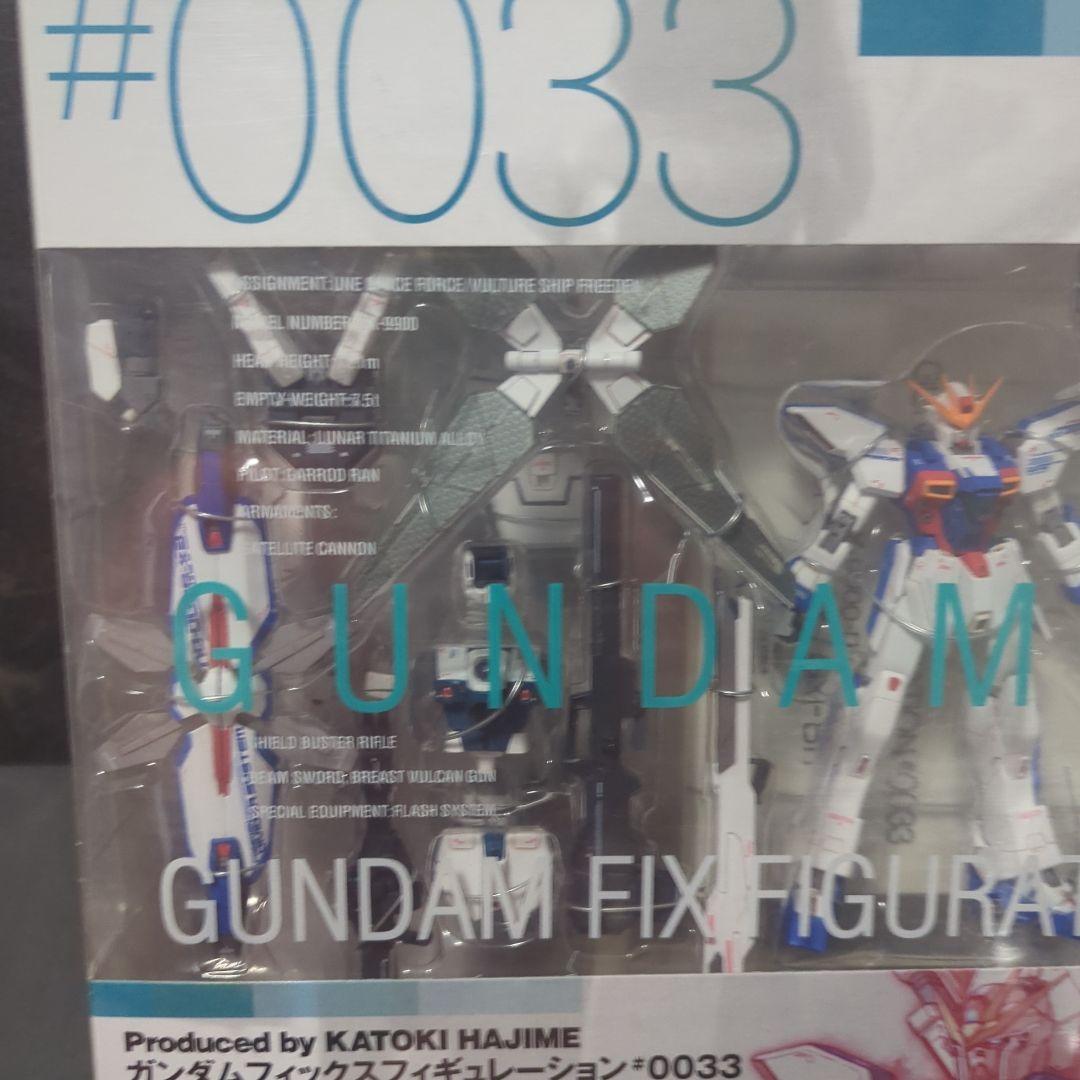 #0033
ASSIGNMENT: UNE SPACE FORCE VULTURE SHIP FREEDEN
MODEL NUMBER: -9900
HEAD HEIGHT: m
EMPTY-WEIGHT: 7.5t
MATERIAL: LUNAR TITANIUM ALLOY
PILOT: GARROD RAN
ARMAMENTS:
SATELLITE CANNON
GUNDAM
SHIELD BUSTER RIFLE
BEAM SWORD; BREAST VULCAN GUN
SPECIAL EQUIPMENT: FLASH SYSTEM
GUNDAM FIX FIGURAT
Produced by KATOKI HAJIME
ガンダムフィックスフィギュレーション#0033